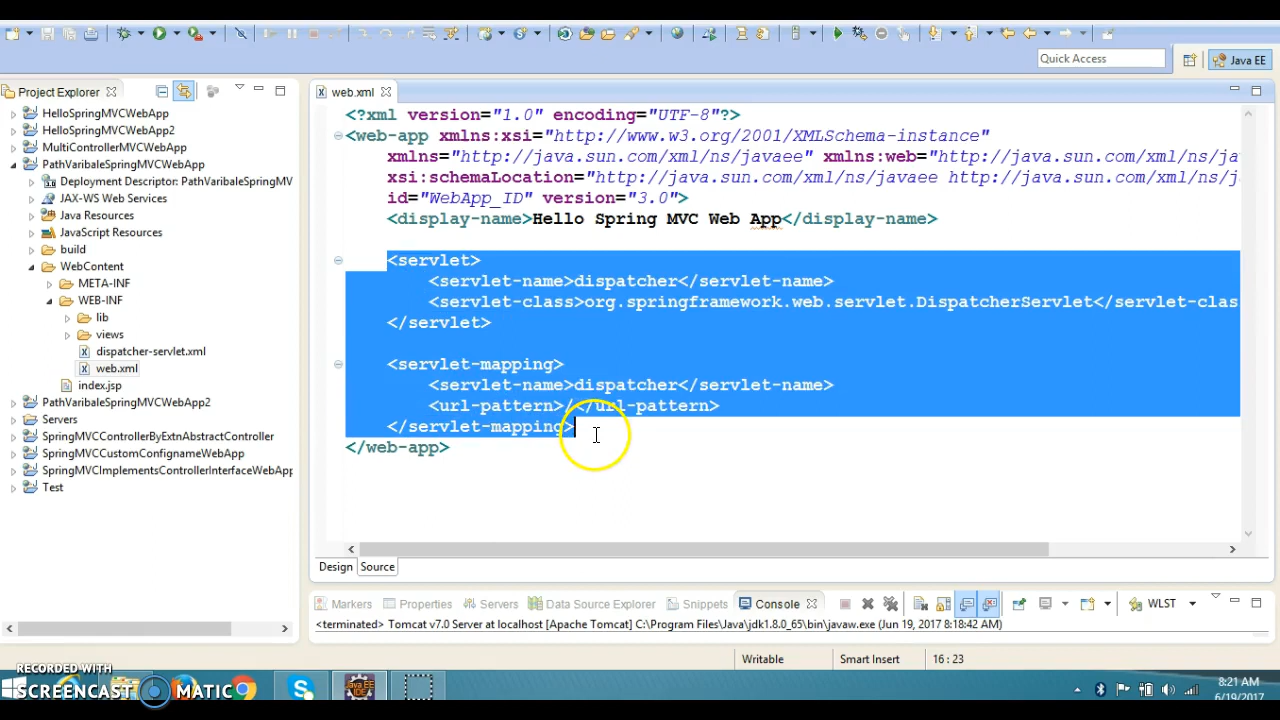 Quick Access
Java EE
Project Explorer
HelloSpringMVCWebApp
HelloSpringMVCWebApp2
MultiControllerMVCWebApp
PathVaribaleSpringMVCWebApp
Deployment Descriptor: PathVaribaleSpringMV
JAX-WS Web Services
Java Resources
JavaScript Resources
build
WebContent
META-INF
WEB-INF
lib
views
dispatcher-servlet.xml
web.xml
index.jsp
PathVaribaleSpringMVCWebApp2
Servers
SpringMVCControllerByExtnAbstractController
SpringMVCCustomConfignameWebApp
SpringMVCImplementsControllerInterfaceWebApp
Test
web.xml
<?xml version="1.0" encoding="UTF-8"?>
<web-app xmlns:xsi="http://www.w3.org/2001/XMLSchema-instance"
xmlns="http://java.sun.com/xml/ns/javaee" xmlns:web="http://java.sun.com/xml/ns/ja
xsi:schemaLocation="http://java.sun.com/xml/ns/javaee http://java.sun.com/xml/ns/j
id="WebApp_ID" version="3.0">
<display-name>Hello Spring MVC Web App</display-name>
<servlet>
<servlet-name>dispatcher</servlet-name>
<servlet-class>org.springframework.web.servlet.DispatcherServlet</servlet-clas
</servlet>
<servlet-mapping>
<servlet-name>dispatcher</servlet-name>
<url-pattern>/</url-pattern>
</servlet-mapping>
</web-app>
Design Source
Markers Properties Servers Data Source Explorer Snippets Console WLST
<terminated> Tomcat v7.0 Server at localhost [Apache Tomcat] C:\Program Files\Java\jdk1.8.0_65\bin\javaw.exe (Jun 19, 2017 8:18:42 AM)
Writable Smart Insert 16 : 23
RECORDED WITH
SCREENCAST MATIC
Java EE
IDE
8:21 AM
6/19/2017